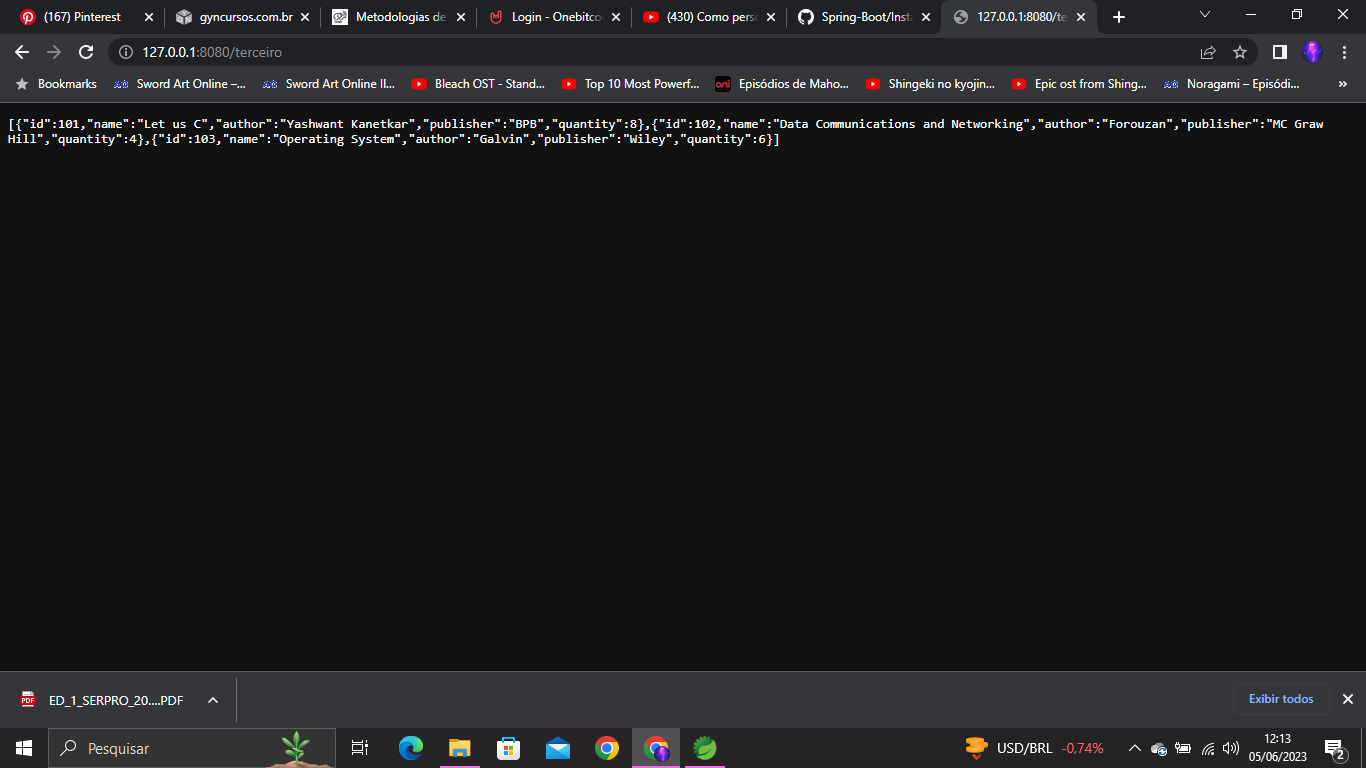 (167) Pinterest
gyncursos.com.br
Metodologias de
Login - Onebitco
(430) Como pers
Spring-Boot/Insta
127.0.0.1:8080/te
127.0.0.1:8080/terceiro
Bookmarks
Sword Art Online –...
Sword Art Online II...
Bleach OST - Stand...
Top 10 Most Powerf...
Episódios de Maho...
Shingeki no kyojin...
Epic ost from Shing...
Noragami – Episódi...
»
[{"id":101,"name":"Let us C","author":"Yashwant Kanetkar","publisher":"BPB","quantity":8},{"id":102,"name":"Data Communications and Networking","author":"Forouzan","publisher":"MC Graw
Hill","quantity":4},{"id":103,"name":"Operating System","author":"Galvin","publisher":"Wiley","quantity":6}]
PDF
ED_1_SERPRO_20....PDF
Exibir todos
Pesquisar
USD/BRL -0,74%
12:13
05/06/2023
2